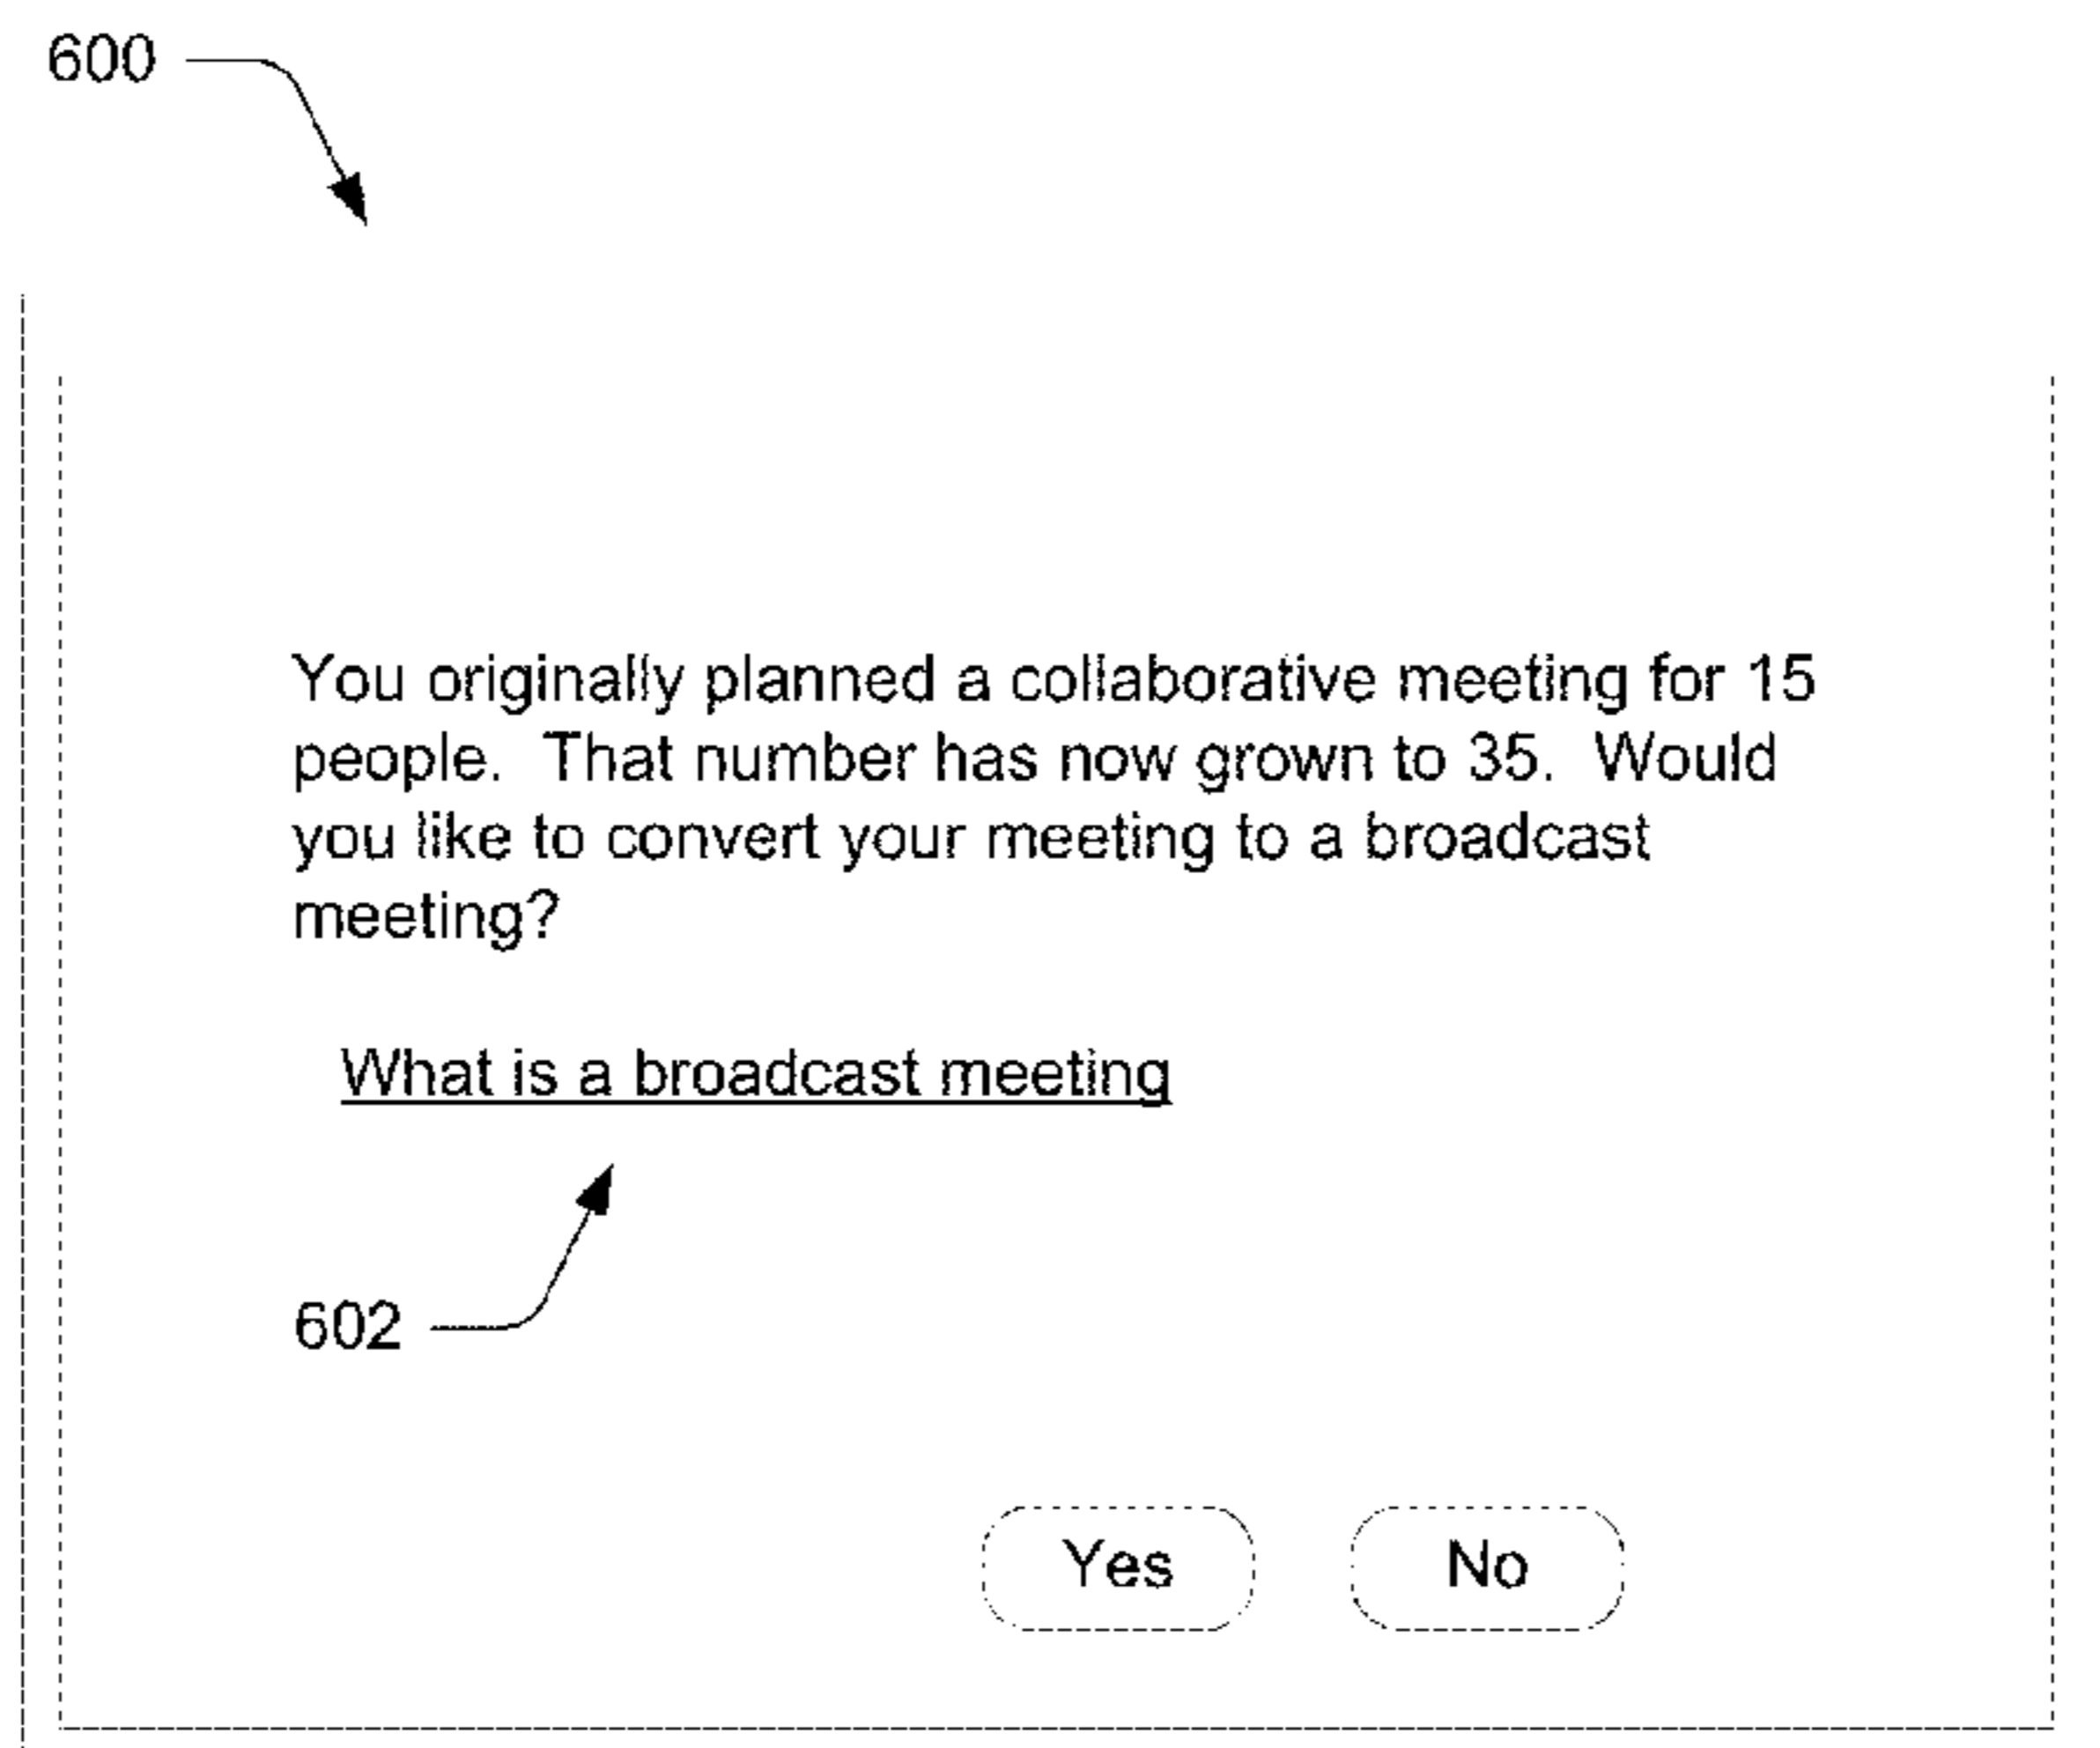 600
You originally planned a collaborative meeting for 15
people.  That number has now grown to 35.  Would
you like to convert your meeting to a broadcast
meeting?
What is a broadcast meeting
602
Yes
No